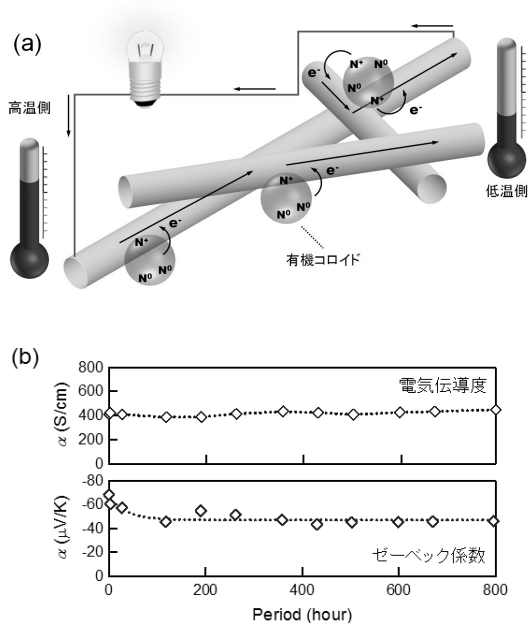 (a)
高温側
低温側
N⁺ N⁰
N⁰
N⁺
e⁻
e⁻
N⁺
N⁰ N⁰
e⁻
N⁺
N⁰ N⁰
e⁻
有機コロイド
(b)
800
600
400
200
0
α (S/cm)
電気伝導度
-80
-60
-40
-20
0
α (μV/K)
ゼーベック係数
0 200 400 600 800
Period (hour)